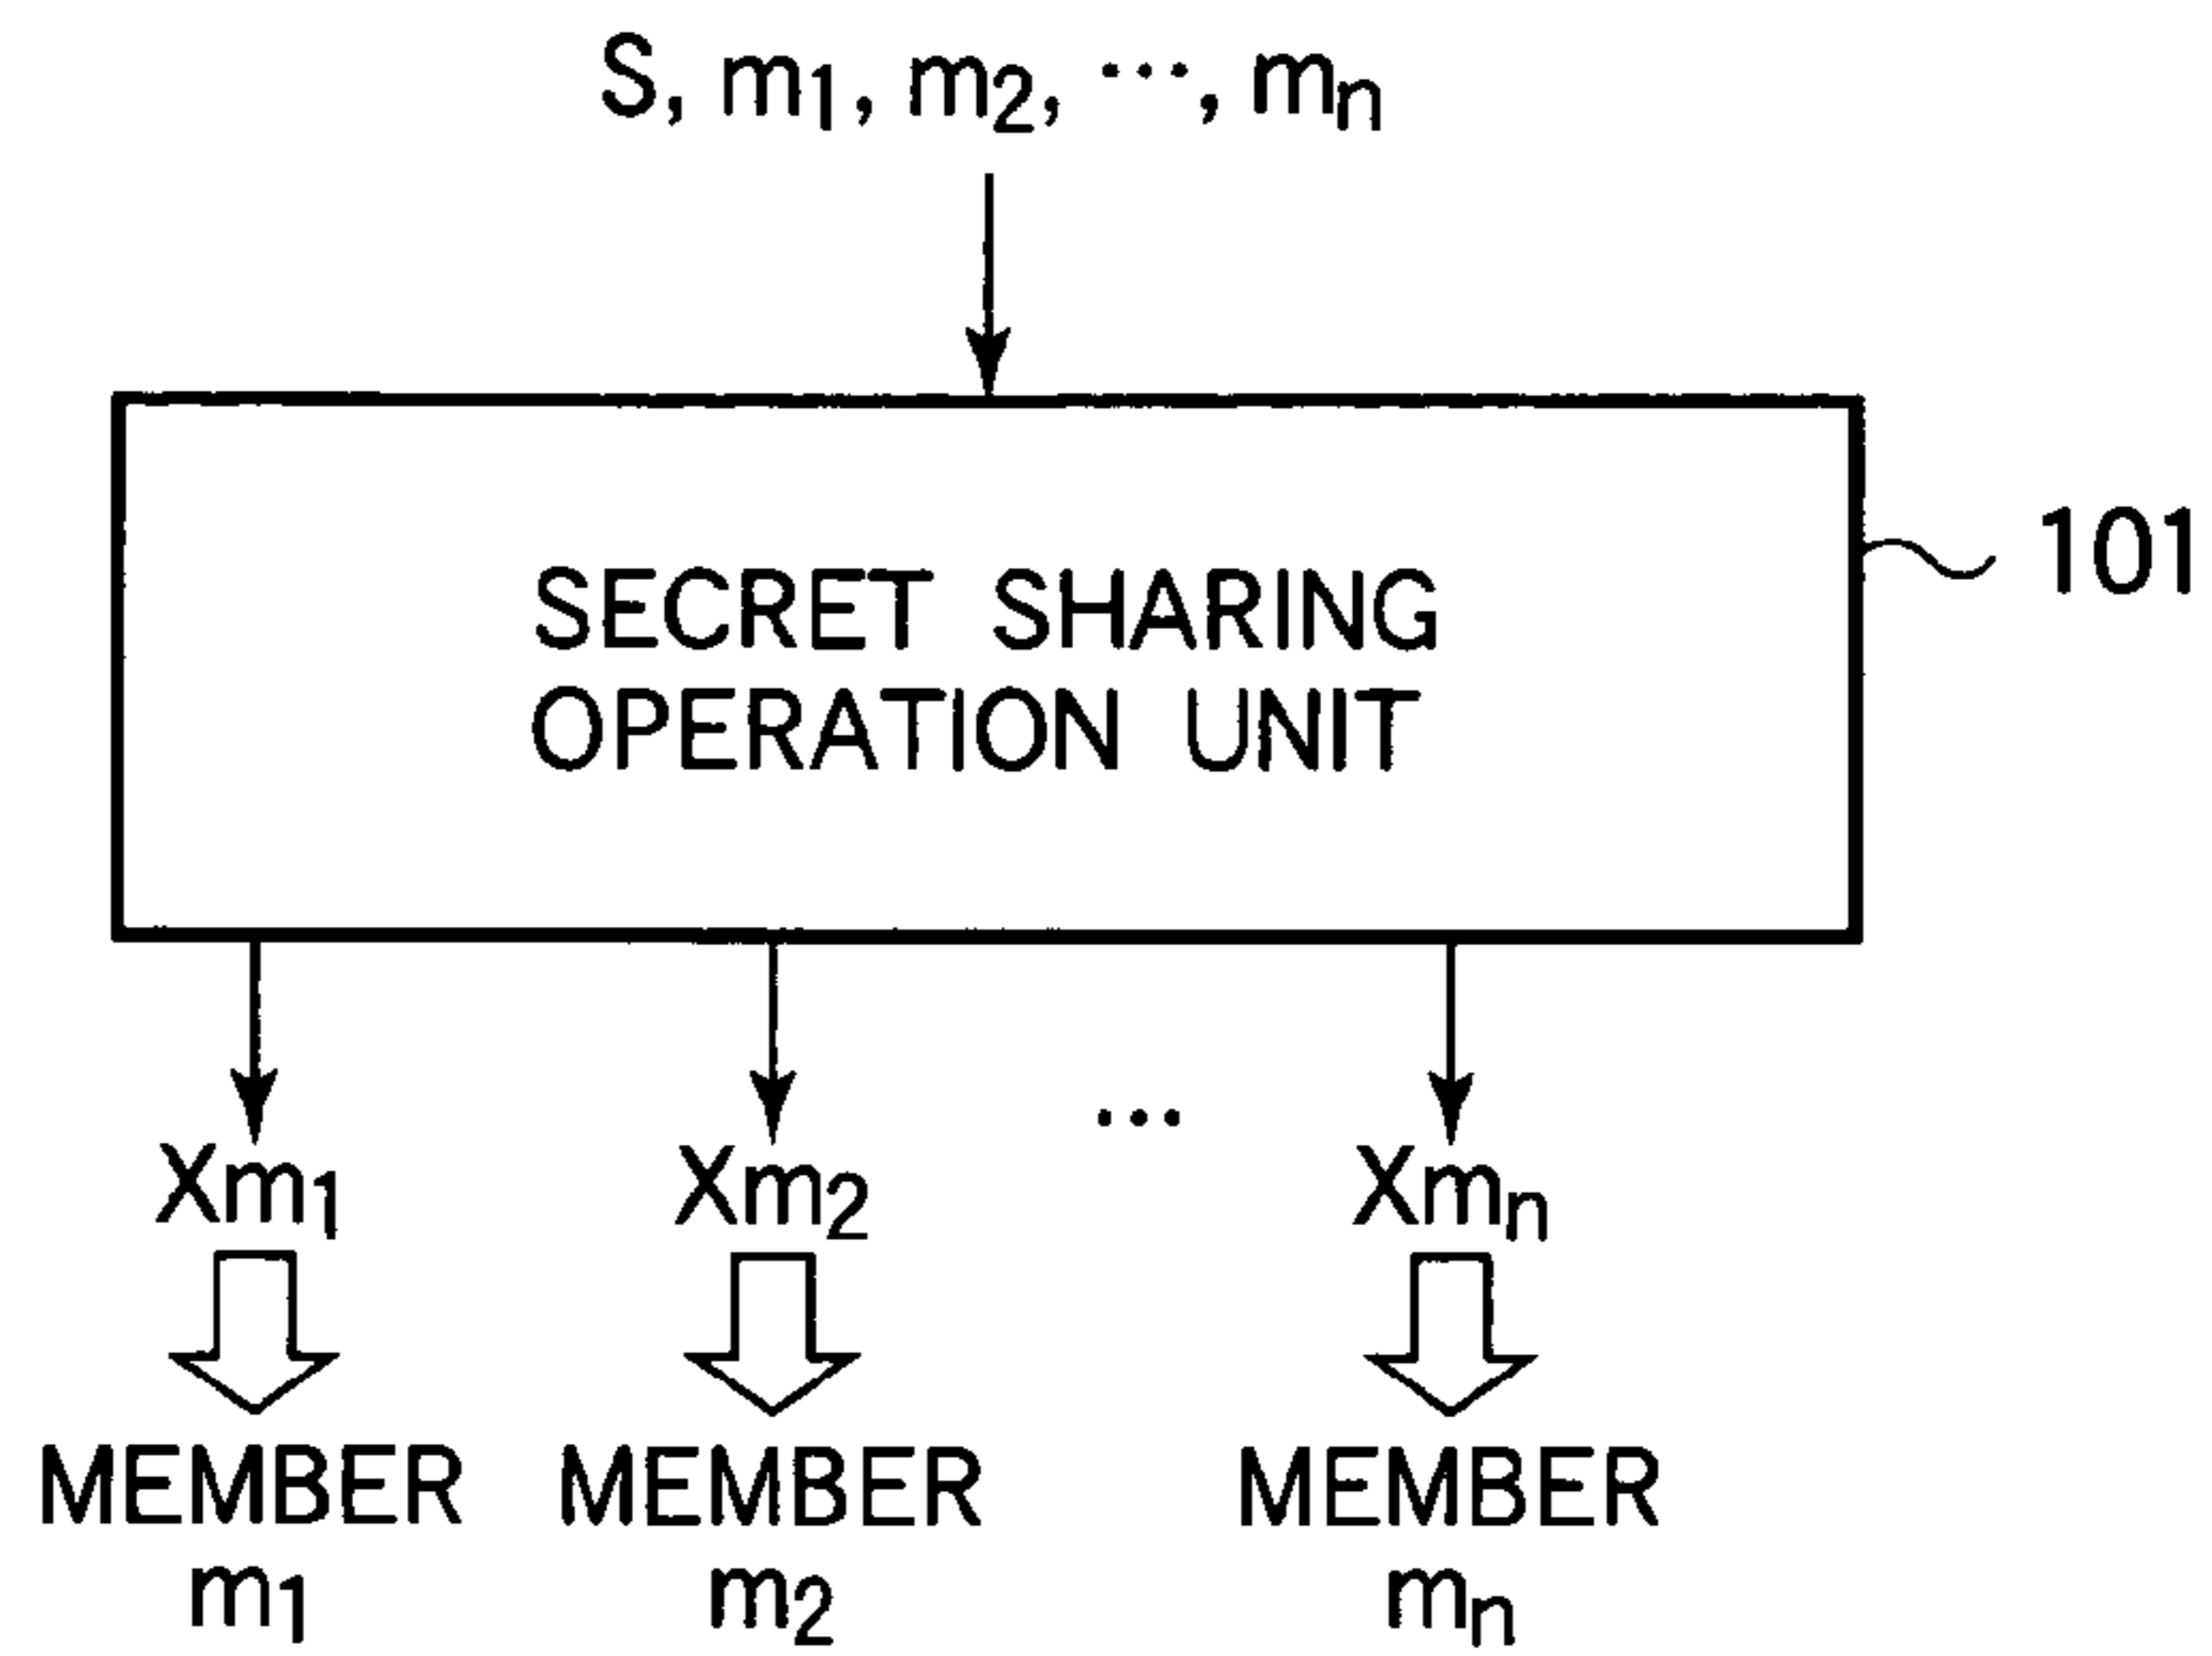 S, m1, m2, ..., mn
SECRET SHARING
OPERATION UNIT
101
...
Xm1 Xm2 Xmn
MEMBER MEMBER MEMBER
m1 m2 mn